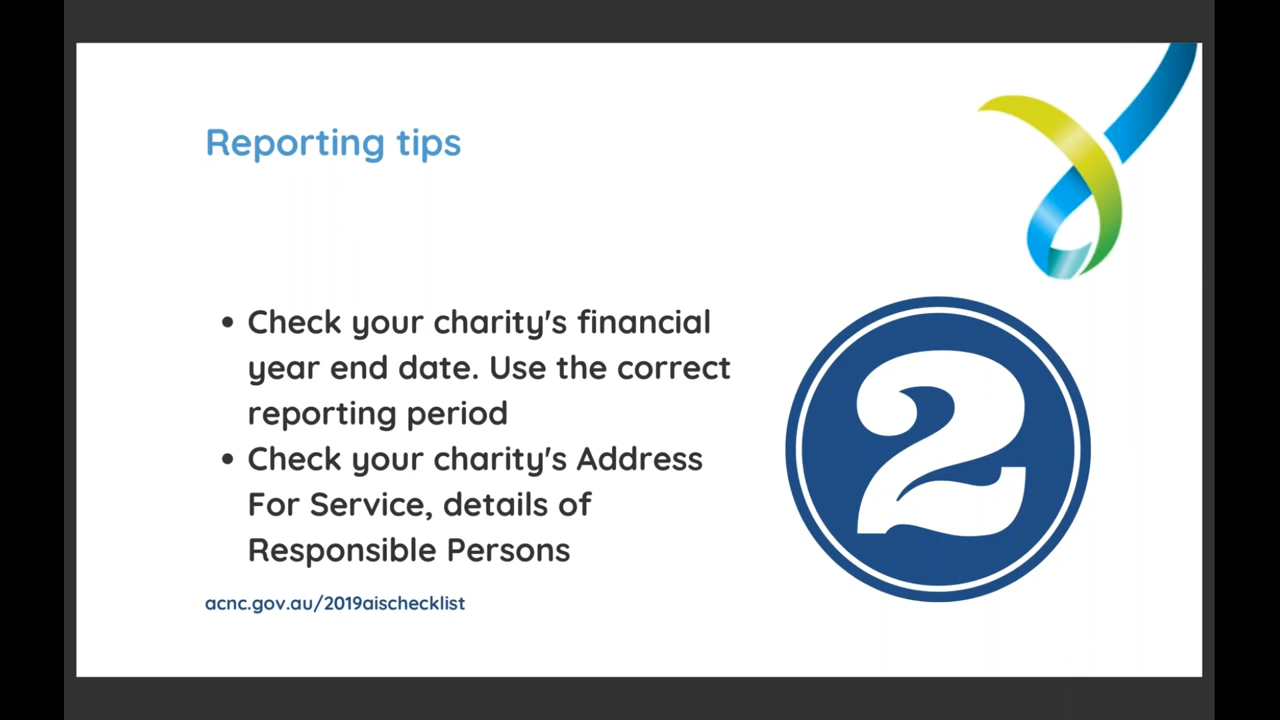 Reporting tips
• Check your charity's financial
year end date. Use the correct
reporting period
• Check your charity's Address
For Service, details of
Responsible Persons
acnc.gov.au/2019aischecklist
2